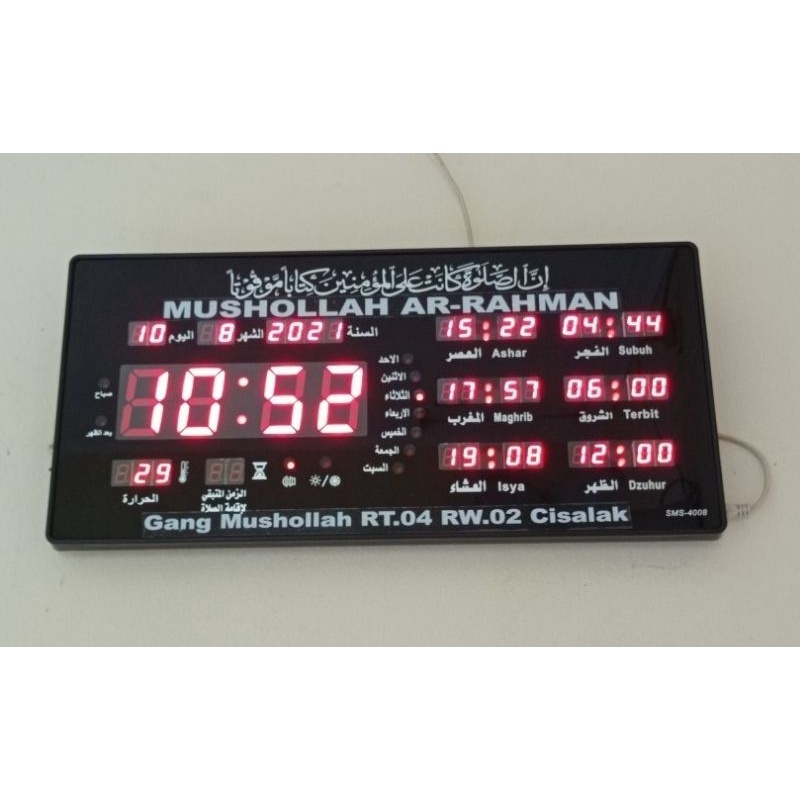 إن الصلوة كانت على المؤمنين كتابا موقوتا
MUSHOLLAH AR-RAHMAN
10 اليوم 8 الشهر 2021 السنة
10:52
صباح
بعد الظهر
الاحد
الاثنين
الثلاثاء
الاربعاء
الخميس
الجمعة
السبت
29
الحرارة
الزمن المتبقي
لإقامة الصلاة
15:22
العصر Ashar
04:44
الفجر Subuh
17:57
المغرب Maghrib
06:00
الشروق Terbit
19:08
العشاء Isya
12:00
الظهر Dzuhur
Gang Mushollah RT.04 RW.02 Cisalak
SMS-4008